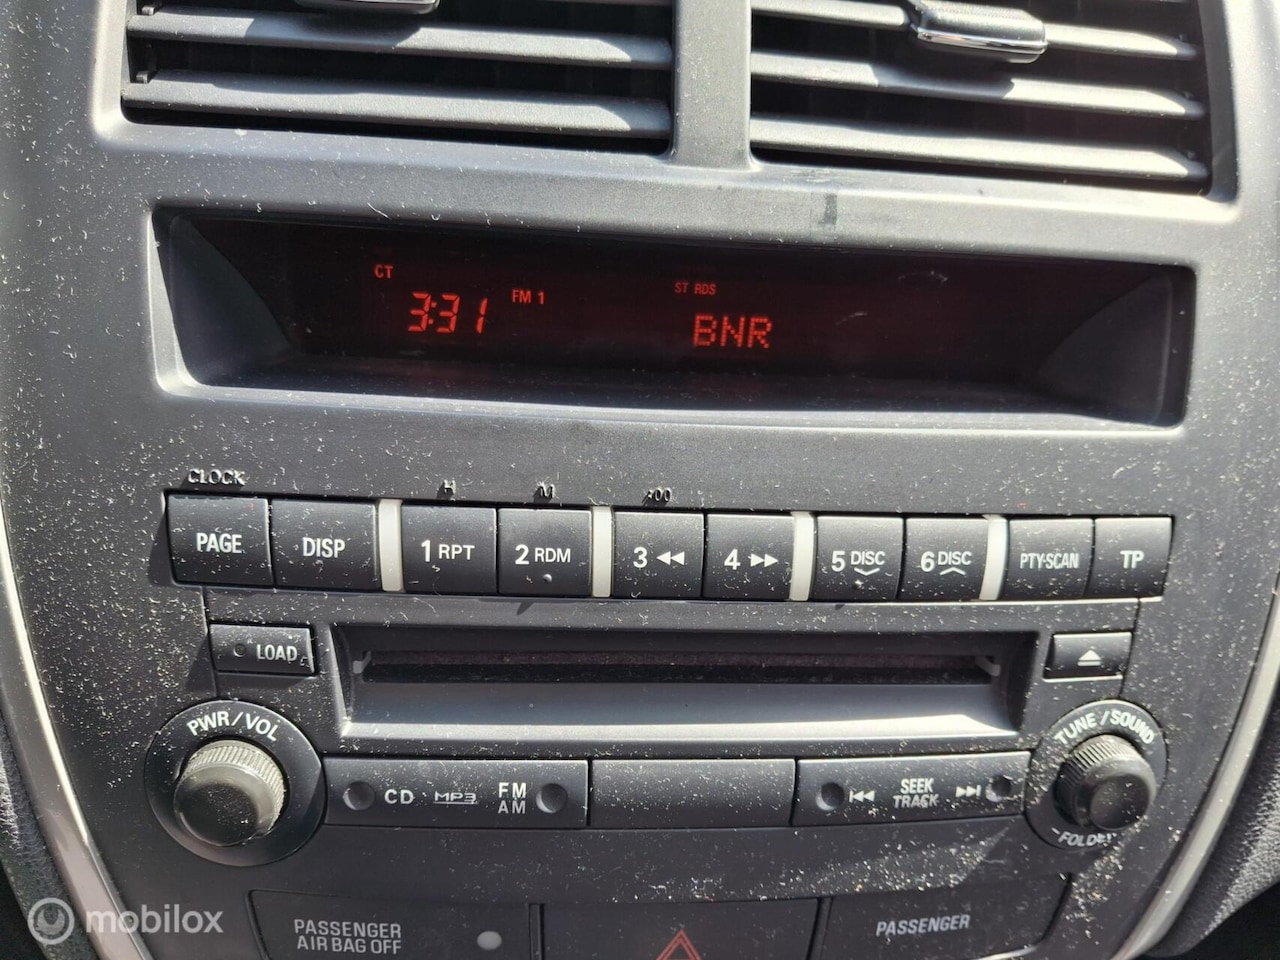 CT
3:31
FM 1
ST RDS
BNR
CLOCK
H
M
:00
PAGE
DISP
1 RPT
2 RDM
3
4
5 DISC
6 DISC
PTY·SCAN
TP
LOAD
PWR/VOL
TUNE/SOUND
CD
MP3
FM
AM
SEEK
TRACK
FOLDER
PASSENGER
AIR BAG OFF
PASSENGER
mobilox